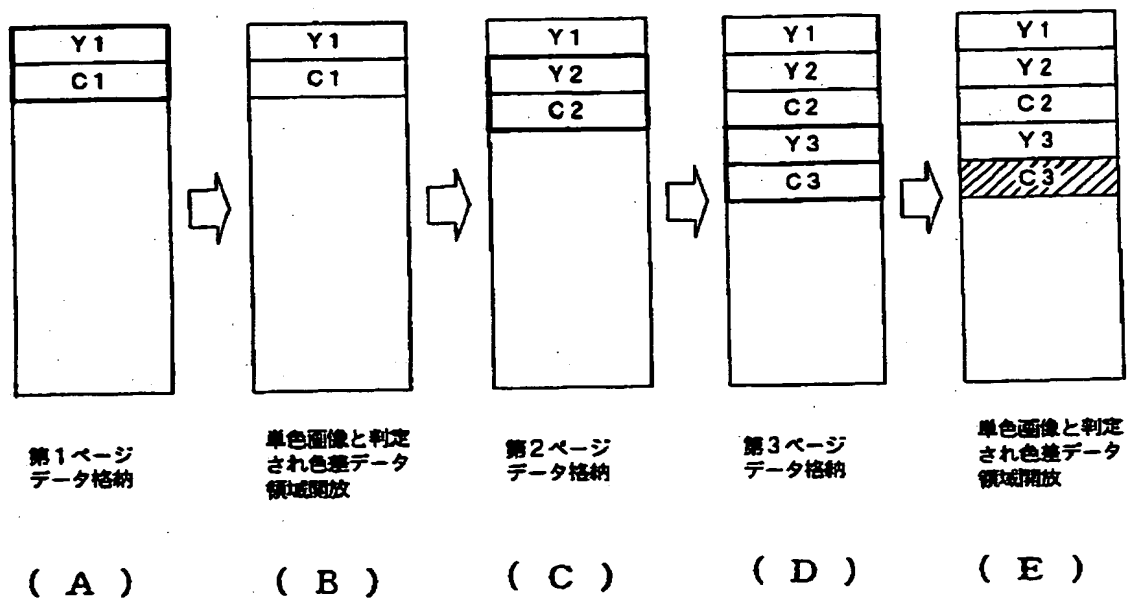 Y1
C1
Y1
C1
Y1
Y2
C2
Y1
Y2
C2
Y3
C3
Y1
Y2
C2
Y3
C3
第1ページ
データ格納
単色画像と判定
され色差データ
領域開放
第2ページ
データ格納
第3ページ
データ格納
単色画像と判定
され色差データ
領域開放
( A )
( B )
( C )
( D )
( E )